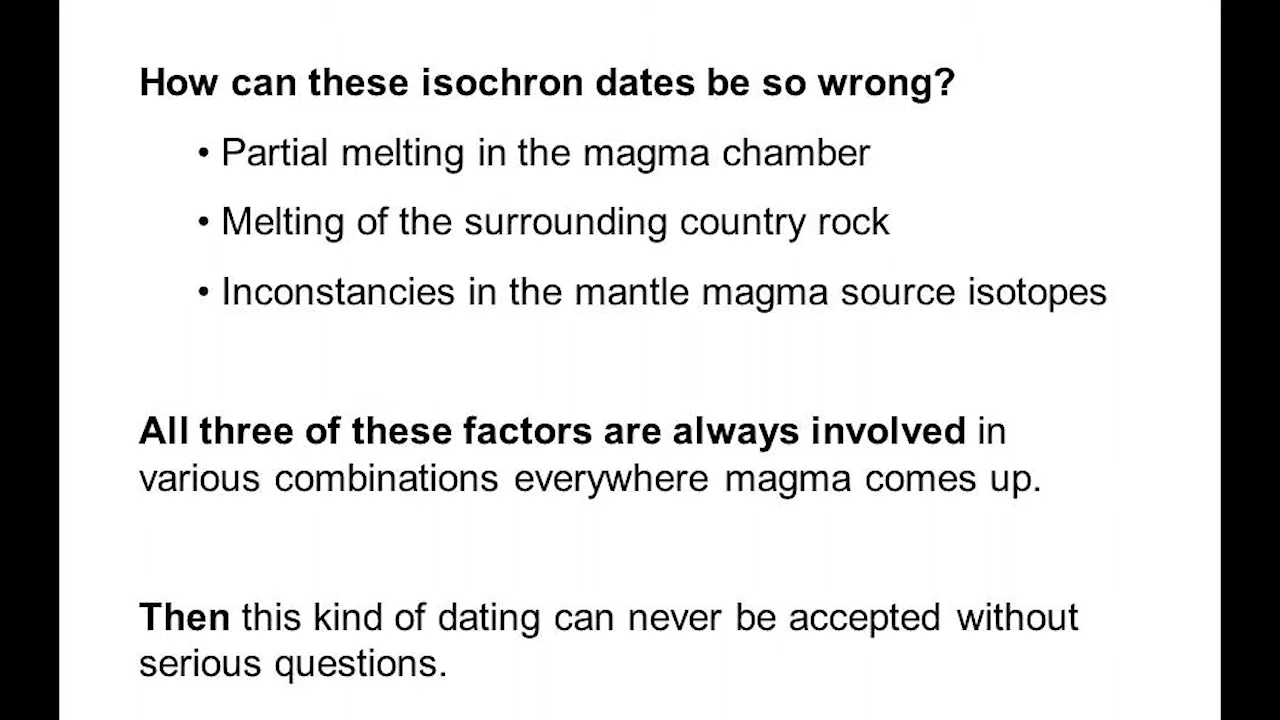 How can these isochron dates be so wrong?
• Partial melting in the magma chamber
• Melting of the surrounding country rock
• Inconstancies in the mantle magma source isotopes
All three of these factors are always involved in
various combinations everywhere magma comes up.
Then this kind of dating can never be accepted without
serious questions.